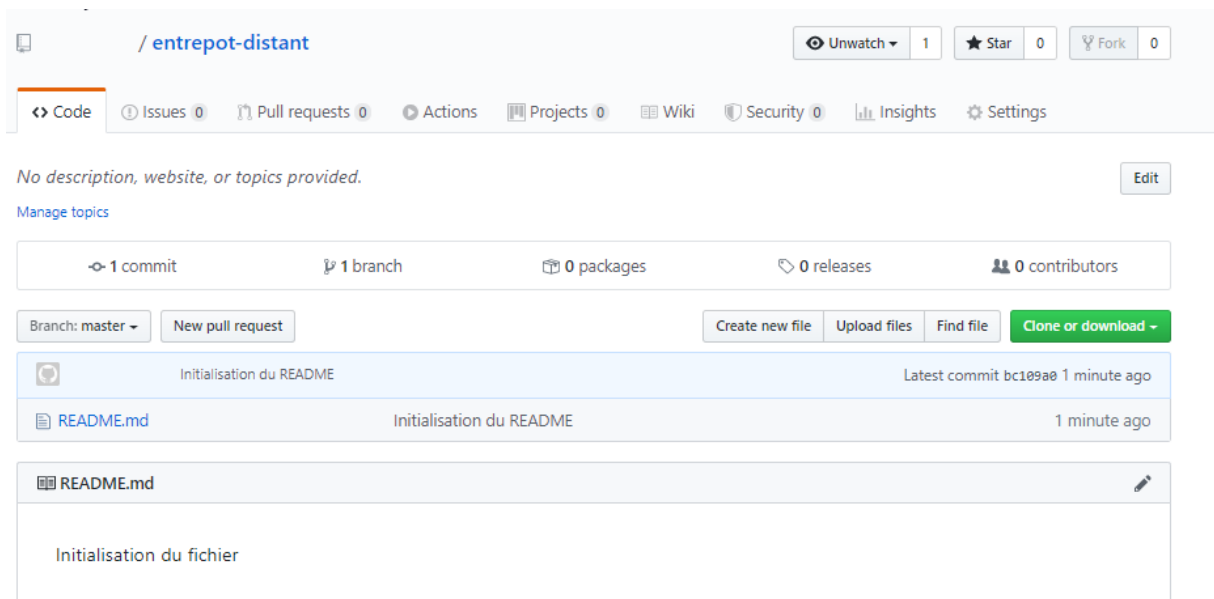 / entrepot-distant Unwatch 1 Star 0 Fork 0
Code Issues 0 Pull requests 0 Actions Projects 0 Wiki Security 0 Insights Settings
No description, website, or topics provided. Edit
Manage topics
1 commit 1 branch 0 packages 0 releases 0 contributors
Branch: master New pull request Create new file Upload files Find file Clone or download
Initialisation du README Latest commit bc109a0 1 minute ago
README.md Initialisation du README 1 minute ago
README.md
Initialisation du fichier